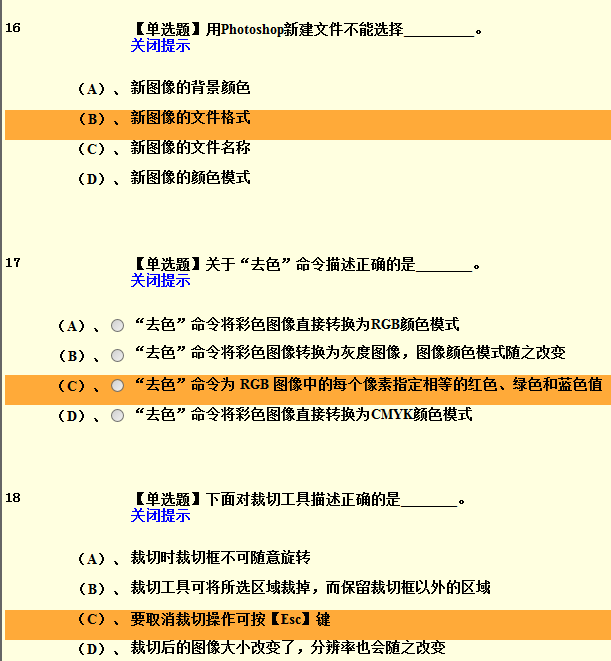 16 【单选题】用Photoshop新建文件不能选择_________。
关闭提示
（A）、新图像的背景颜色
（B）、新图像的文件格式
（C）、新图像的文件名称
（D）、新图像的颜色模式
17 【单选题】关于“去色”命令描述正确的是_______。
关闭提示
（A）、“去色”命令将彩色图像直接转换为RGB颜色模式
（B）、“去色”命令将彩色图像转换为灰度图像，图像颜色模式随之改变
（C）、“去色”命令为 RGB 图像中的每个像素指定相等的红色、绿色和蓝色值
（D）、“去色”命令将彩色图像直接转换为CMYK颜色模式
18 【单选题】下面对裁切工具描述正确的是_______。
关闭提示
（A）、裁切时裁切框不可随意旋转
（B）、裁切工具可将所选区域裁掉，而保留裁切框以外的区域
（C）、要取消裁切操作可按【Esc】键
（D）、裁切后的图像大小改变了，分辨率也会随之改变